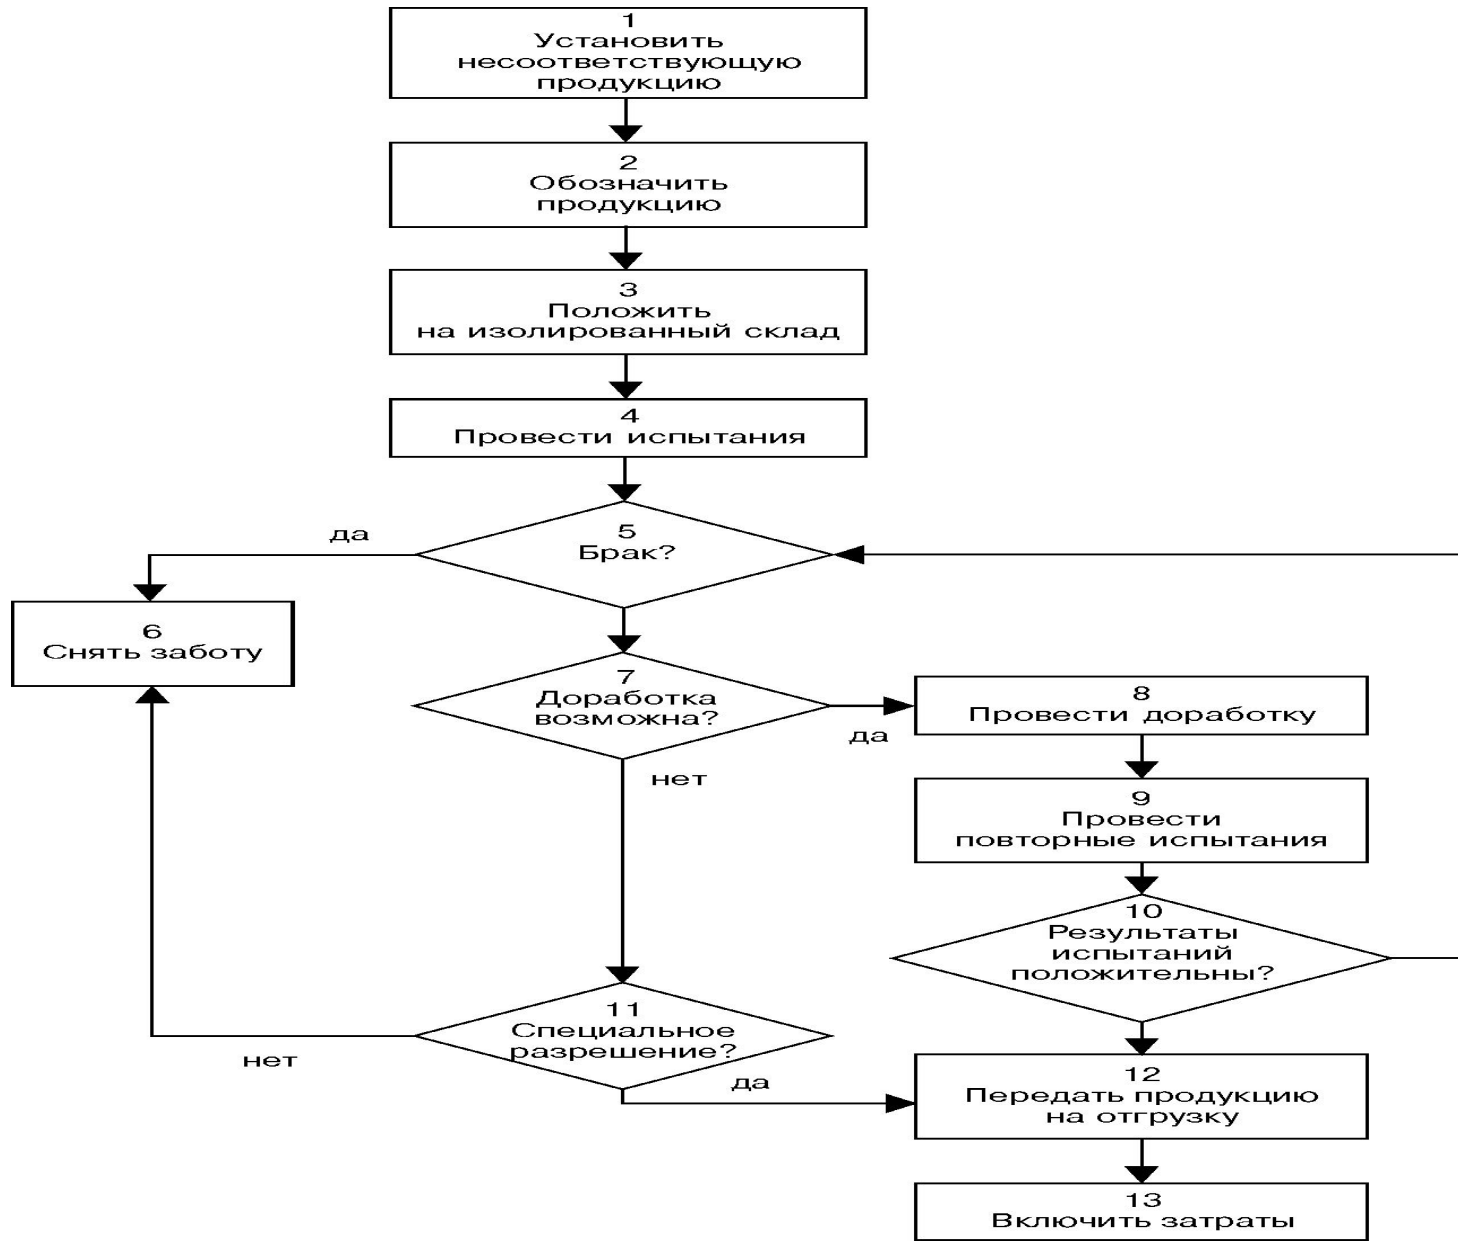 1
Установить
несоответствующую
продукцию
2
Обозначить
продукцию
3
Положить
на изолированный склад
4
Провести испытания
да
5
Брак?
6
Снять заботу
7
Доработка
возможна?
да
нет
8
Провести доработку
9
Провести
повторные испытания
10
Результаты
испытаний
положительны?
11
Специальное
разрешение?
нет
да
12
Передать продукцию
на отгрузку
13
Включить затраты